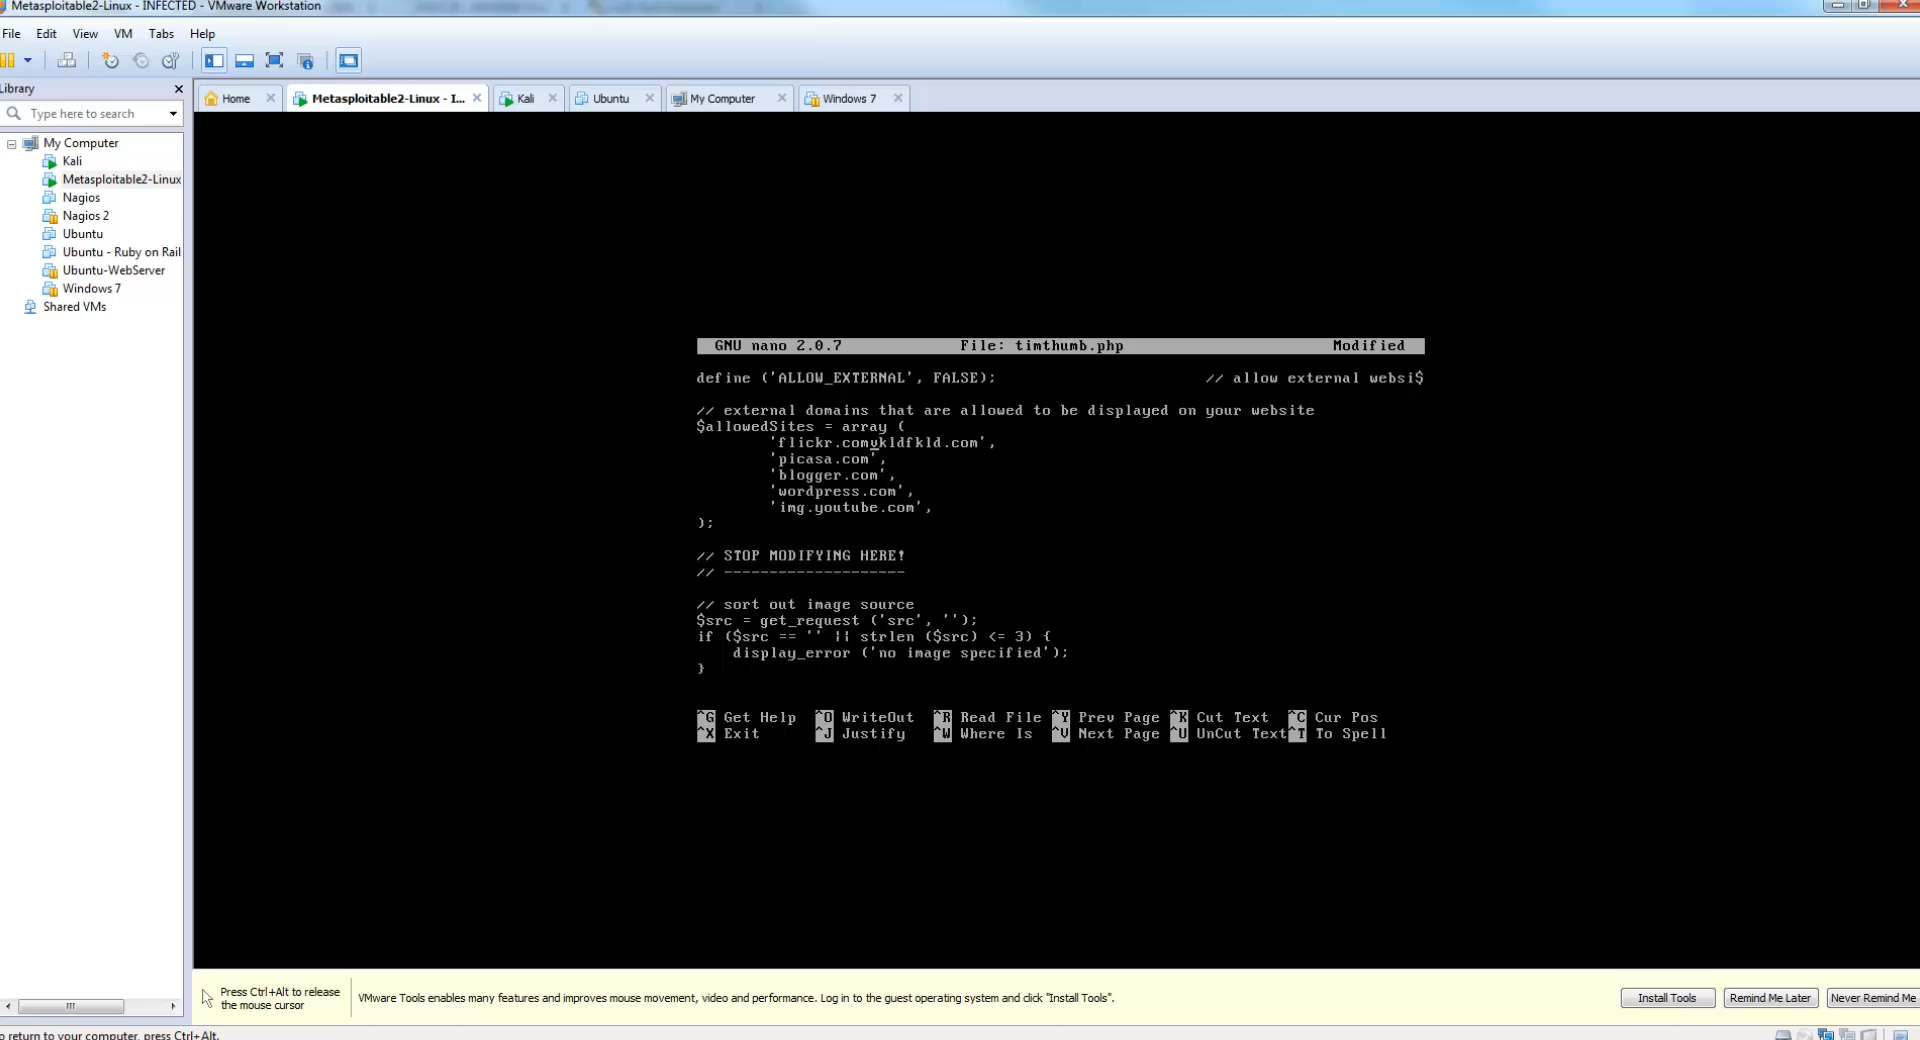 Metasploitable2-Linux - INFECTED - VMware Workstation
File Edit View VM Tabs Help
Library
Type here to search
My Computer
Kali
Metasploitable2-Linux
Nagios
Nagios 2
Ubuntu
Ubuntu - Ruby on Rail
Ubuntu-WebServer
Windows 7
Shared VMs
Home Metasploitable2-Linux - I... Kali Ubuntu My Computer Windows 7
GNU nano 2.0.7 File: timthumb.php Modified
define ('ALLOW_EXTERNAL', FALSE); // allow external websi$
// external domains that are allowed to be displayed on your website
$allowedSites = array (
'flickr.comvkldfkld.com',
'picasa.com',
'blogger.com',
'wordpress.com',
'img.youtube.com',
);
// STOP MODIFYING HERE!
// --------------------
// sort out image source
$src = get_request ('src', '');
if ($src == '' || strlen ($src) <= 3) {
display_error ('no image specified');
}
^G Get Help ^O WriteOut ^R Read File ^Y Prev Page ^K Cut Text ^C Cur Pos
^X Exit ^J Justify ^W Where Is ^V Next Page ^U UnCut Text ^T To Spell
Press Ctrl+Alt to release
the mouse cursor
VMware Tools enables many features and improves mouse movement, video and performance. Log in to the guest operating system and click "Install Tools".
Install Tools Remind Me Later Never Remind Me
o return to your computer, press Ctrl+Alt.